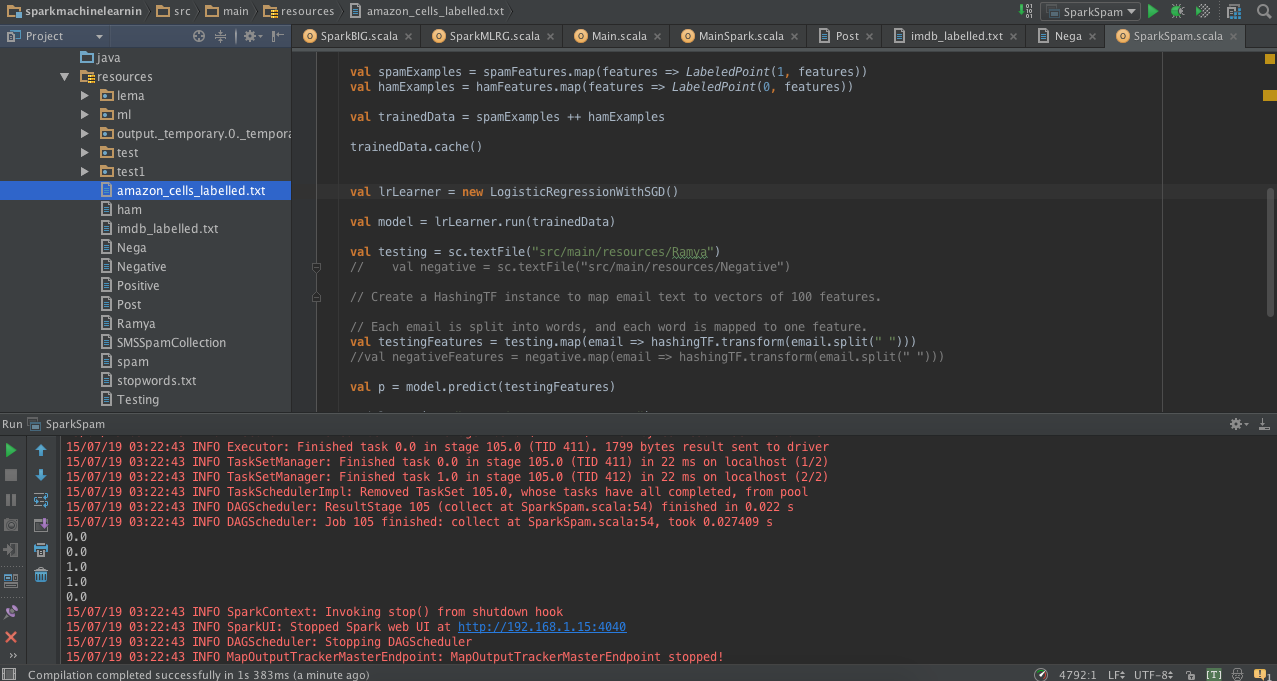 sparkmachinelearnin src main resources amazon_cells_labelled.txt SparkSpam
Project
SparkBIG.scala SparkMLRG.scala Main.scala MainSpark.scala Post imdb_labelled.txt Nega SparkSpam.scala
java
resources
lema
ml
output._temporary.0._tempora
test
test1
amazon_cells_labelled.txt
ham
imdb_labelled.txt
Nega
Negative
Positive
Post
Ramya
SMSSpamCollection
spam
stopwords.txt
Testing
val spamExamples = spamFeatures.map(features => LabeledPoint(1, features))
val hamExamples = hamFeatures.map(features => LabeledPoint(0, features))
val trainedData = spamExamples ++ hamExamples
trainedData.cache()
val lrLearner = new LogisticRegressionWithSGD()
val model = lrLearner.run(trainedData)
val testing = sc.textFile("src/main/resources/Ramya")
//    val negative = sc.textFile("src/main/resources/Negative")
// Create a HashingTF instance to map email text to vectors of 100 features.
// Each email is split into words, and each word is mapped to one feature.
val testingFeatures = testing.map(email => hashingTF.transform(email.split(" ")))
//val negativeFeatures = negative.map(email => hashingTF.transform(email.split(" ")))
val p = model.predict(testingFeatures)
Run SparkSpam
15/07/19 03:22:43 INFO Executor: Finished task 0.0 in stage 105.0 (TID 411). 1799 bytes result sent to driver
15/07/19 03:22:43 INFO TaskSetManager: Finished task 0.0 in stage 105.0 (TID 411) in 22 ms on localhost (1/2)
15/07/19 03:22:43 INFO TaskSetManager: Finished task 1.0 in stage 105.0 (TID 412) in 22 ms on localhost (2/2)
15/07/19 03:22:43 INFO TaskSchedulerImpl: Removed TaskSet 105.0, whose tasks have all completed, from pool
15/07/19 03:22:43 INFO DAGScheduler: ResultStage 105 (collect at SparkSpam.scala:54) finished in 0.022 s
15/07/19 03:22:43 INFO DAGScheduler: Job 105 finished: collect at SparkSpam.scala:54, took 0.027409 s
0.0
0.0
1.0
1.0
0.0
15/07/19 03:22:43 INFO SparkContext: Invoking stop() from shutdown hook
15/07/19 03:22:43 INFO SparkUI: Stopped Spark web UI at http://192.168.1.15:4040
15/07/19 03:22:43 INFO DAGScheduler: Stopping DAGScheduler
15/07/19 03:22:43 INFO MapOutputTrackerMasterEndpoint: MapOutputTrackerMasterEndpoint stopped!
Compilation completed successfully in 1s 383ms (a minute ago) 4792:1 LF UTF-8 [T] 1